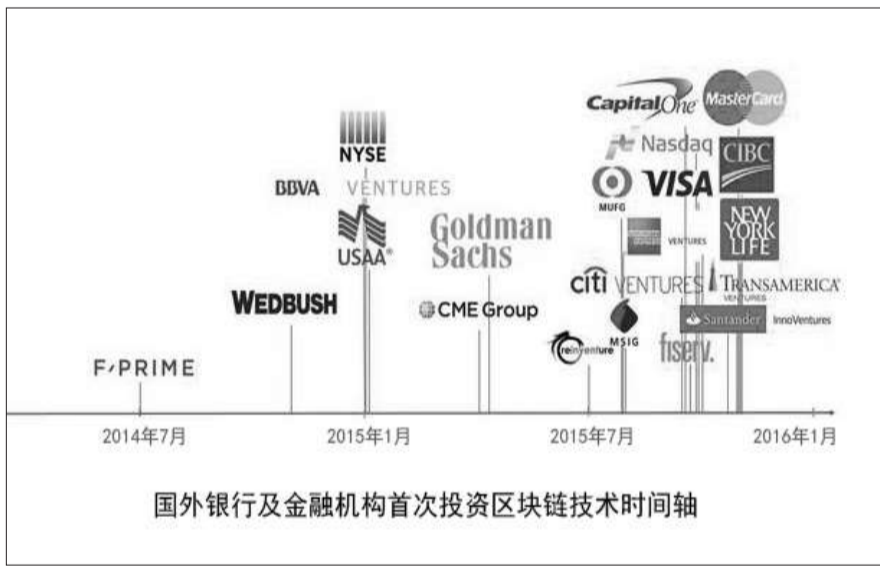 CapitalOne
MasterCard
NYSE
Nasdaq
CIBC
BBVA VENTURES
MUFG
VISA
USAA®
Goldman
Sachs
VENTURES
NEW
YORK
LIFE
citi VENTURES
TRANSAMERICA®
VENTURES
WEDBUSH
CME Group
MSIG
Santander InnoVentures
reinventure
fiserv.
F-PRIME
2014年7月
2015年1月
2015年7月
2016年1月
国外银行及金融机构首次投资区块链技术时间轴